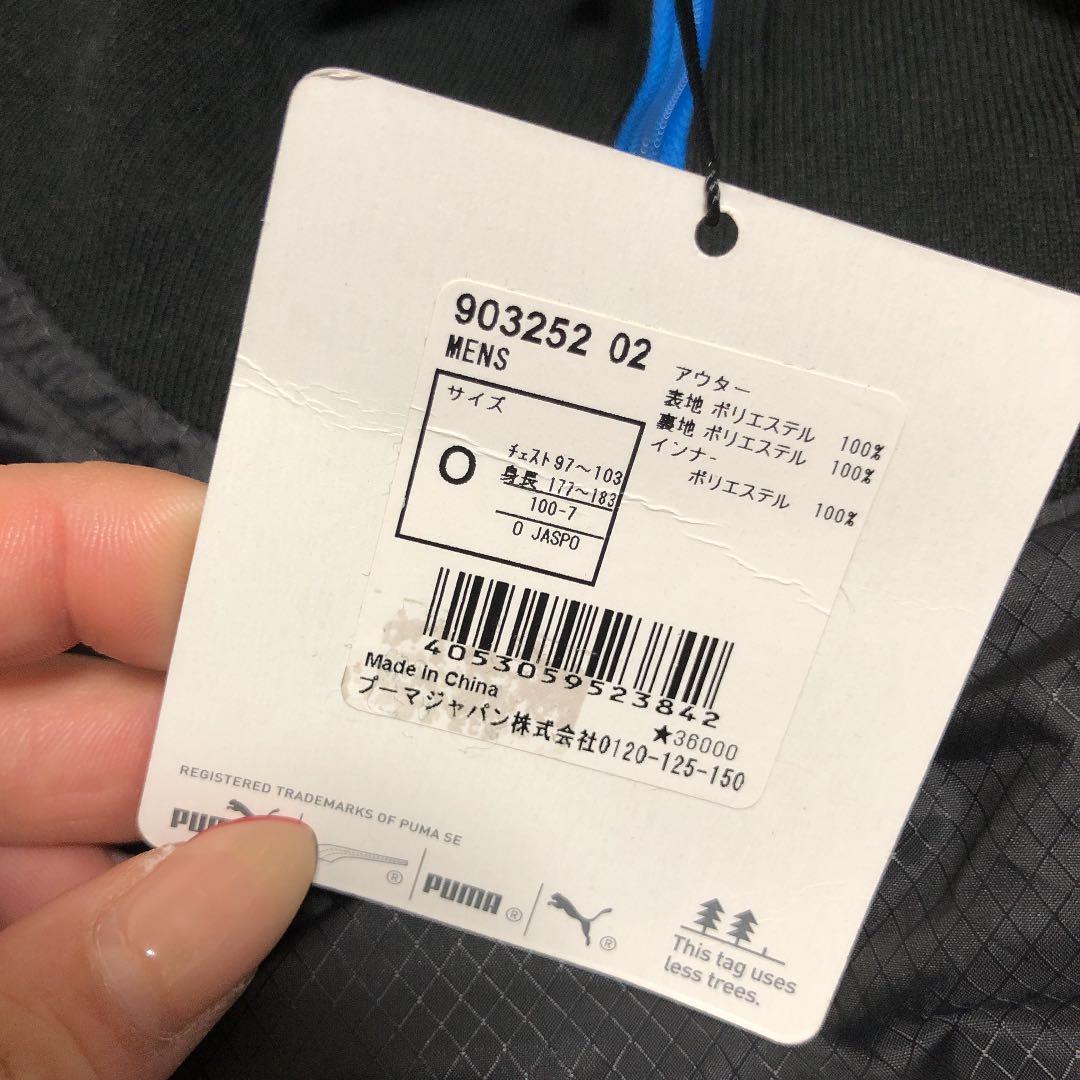 903252 02
MENS
サイズ
O
チェスト97～103
身長 177～183
100-7
O JASPO
アウター
表地 ポリエステル 100%
裏地 ポリエステル 100%
インナー
ポリエステル 100%
4053059523842
Made in China
★36000
プーマジャパン株式会社0120-125-150
REGISTERED TRADEMARKS OF PUMA SE
PUMA®
This tag uses
less trees.